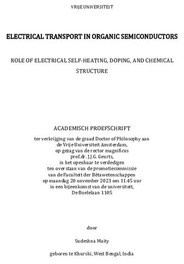 VRIJE UNIVERSITEIT
ELECTRICAL TRANSPORT IN ORGANIC SEMICONDUCTORS
ROLE OF ELECTRICAL SELF-HEATING, DOPING, AND CHEMICAL
STRUCTURE
ACADEMISCH PROEFSCHRIFT
ter verkrijging van de graad Doctor of Philosophy aan
de Vrije Universiteit Amsterdam,
op gezag van de rector magnificus
prof.dr. J.J.G. Geurts,
in het openbaar te verdedigen
ten overstaan van de promotiecommissie
van de Faculteit der Bètawetenschappen
op maandag 20 november 2023 om 11.45 uur
in een bijeenkomst van de universiteit,
De Boelelaan 1105
door
Sudeshna Maity
geboren te Kharshi, West Bengal, India